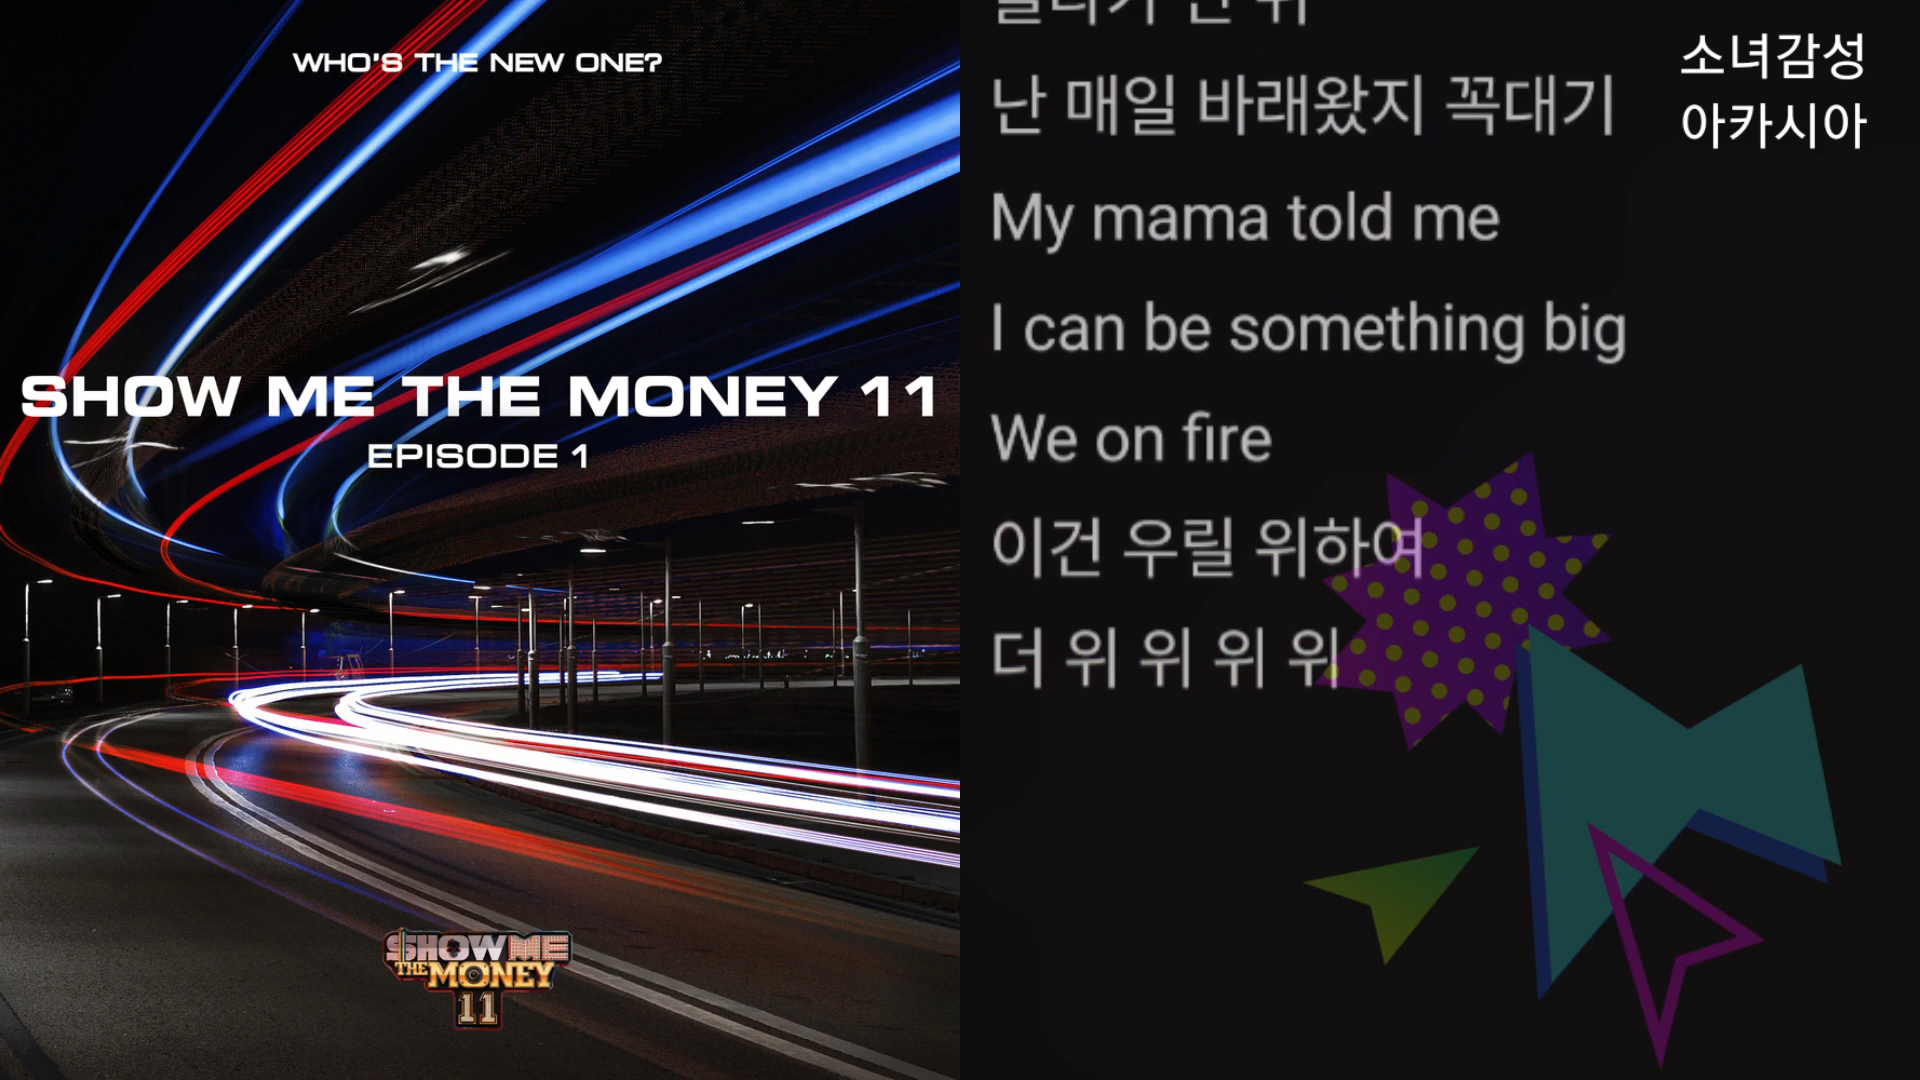 WHO'S THE NEW ONE?
SHOW ME THE MONEY 11
EPISODE 1
SHOW ME
THE MONEY
11
소녀감성
아카시아
난 매일 바래왔지 꼭대기
My mama told me
I can be something big
We on fire
이건 우릴 위하여
더 위 위 위 위